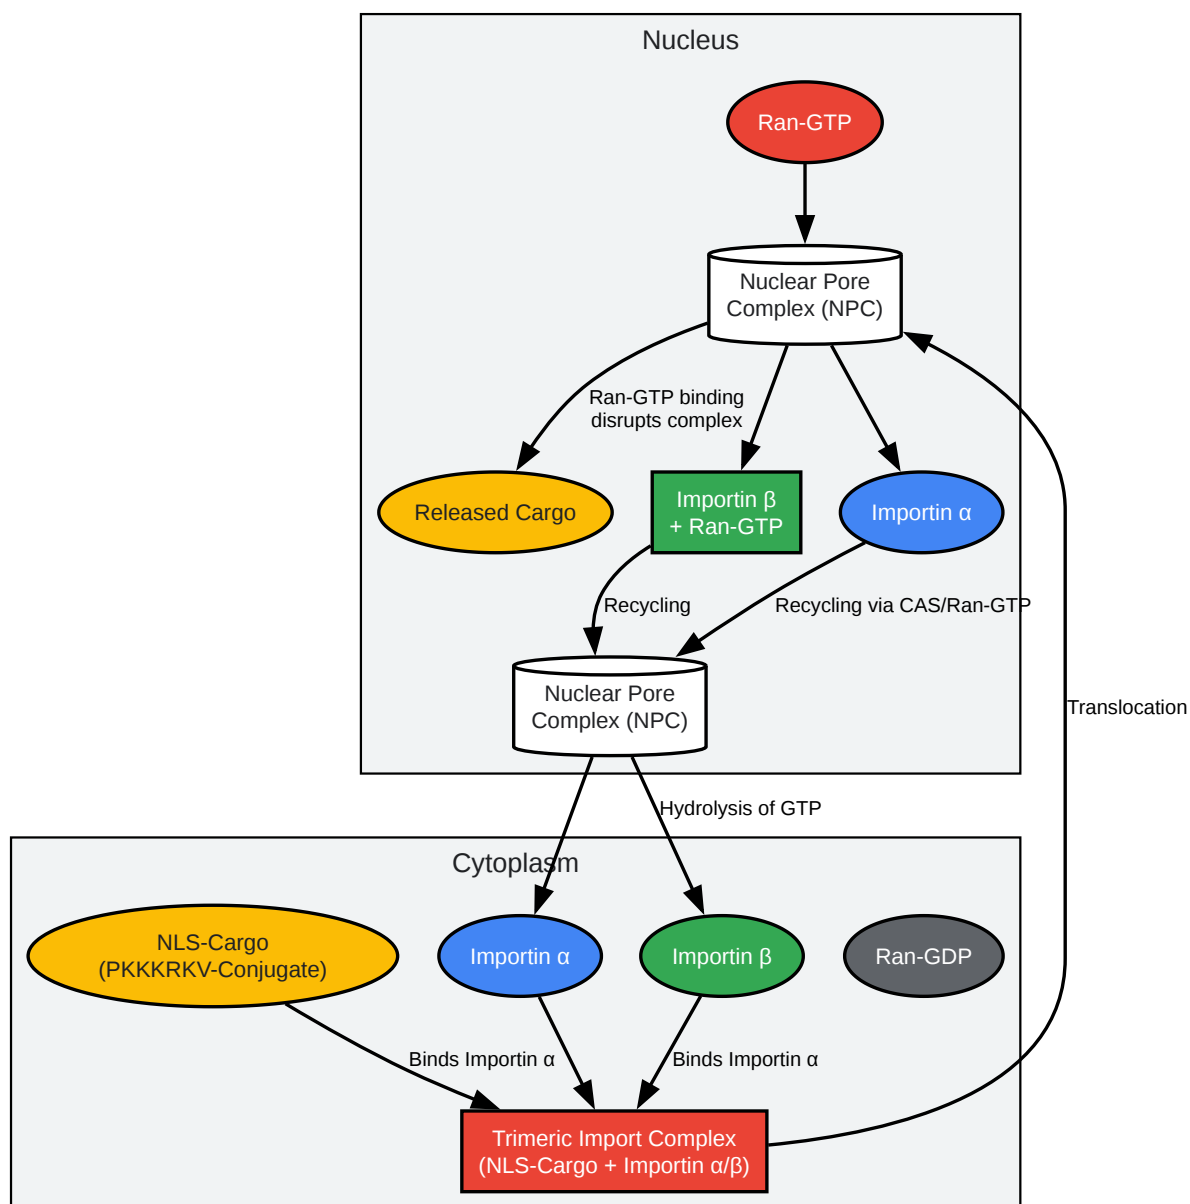 Nucleus
Ran-GTP
Nuclear Pore
Complex (NPC)
Ran-GTP binding
disrupts complex
Released Cargo
Importin β
+ Ran-GTP
Importin α
Recycling
Recycling via CAS/Ran-GTP
Nuclear Pore
Complex (NPC)
Translocation
Hydrolysis of GTP
Cytoplasm
NLS-Cargo
(PKKKRKV-Conjugate)
Importin α
Importin β
Ran-GDP
Binds Importin α
Binds Importin α
Trimeric Import Complex
(NLS-Cargo + Importin α/β)